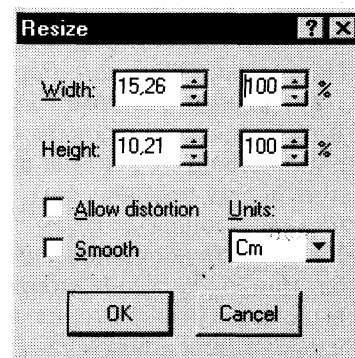 Resize ? X
Width: 15,26 100 %
Height: 10,21 100 %
Allow distortion Units:
Smooth Cm
OK Cancel